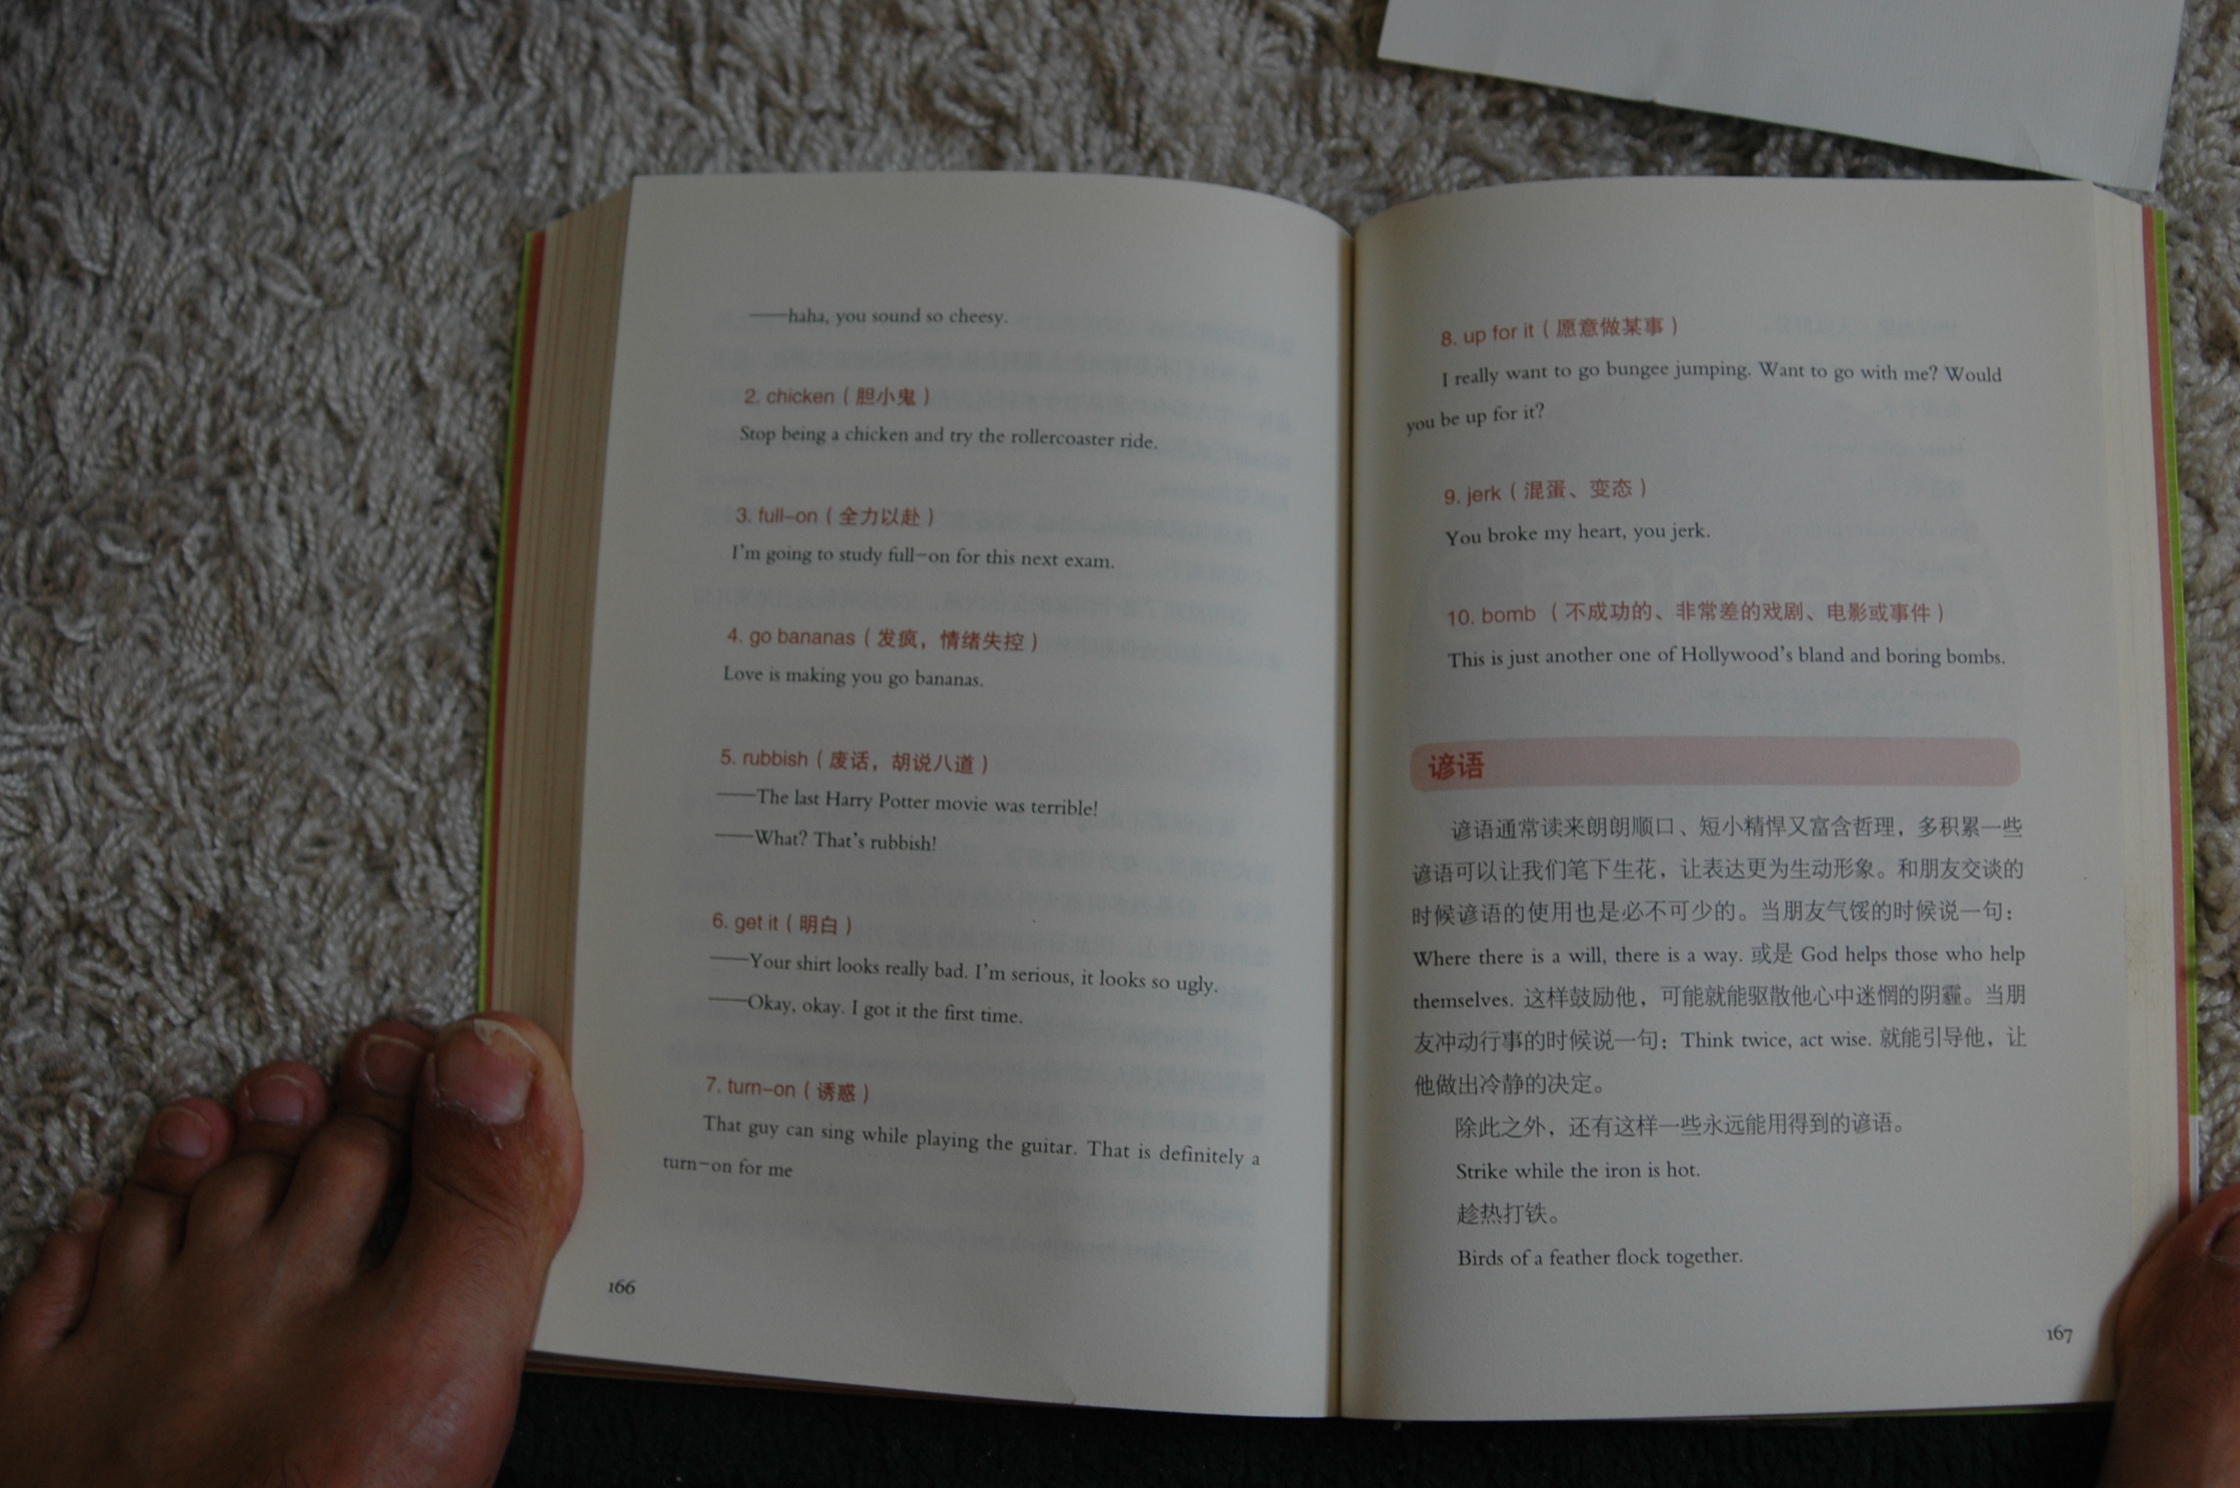 ——haha, you sound so cheesy.
2. chicken（胆小鬼）
Stop being a chicken and try the rollercoaster ride.
3. full-on（全力以赴）
I'm going to study full-on for this next exam.
4. go bananas（发疯，情绪失控）
Love is making you go bananas.
5. rubbish（废话，胡说八道）
——The last Harry Potter movie was terrible!
——What? That's rubbish!
6. get it（明白）
——Your shirt looks really bad. I'm serious, it looks so ugly.
——Okay, okay. I got it the first time.
7. turn-on（诱惑）
That guy can sing while playing the guitar. That is definitely a
turn-on for me
166
8. up for it（愿意做某事）
I really want to go bungee jumping. Want to go with me? Would
you be up for it?
9. jerk（混蛋、变态）
You broke my heart, you jerk.
10. bomb（不成功的、非常差的戏剧、电影或事件）
This is just another one of Hollywood's bland and boring bombs.
谚语
谚语通常读来朗朗顺口、短小精悍又富含哲理，多积累一些
谚语可以让我们笔下生花，让表达更为生动形象。和朋友交谈的
时候谚语的使用也是必不可少的。当朋友气馁的时候说一句：
Where there is a will, there is a way. 或是 God helps those who help
themselves. 这样鼓励他，可能就能驱散他心中迷惘的阴霾。当朋
友冲动行事的时候说一句：Think twice, act wise. 就能引导他，让
他做出冷静的决定。
除此之外，还有这样一些永远能用得到的谚语。
Strike while the iron is hot.
趁热打铁。
Birds of a feather flock together.
167